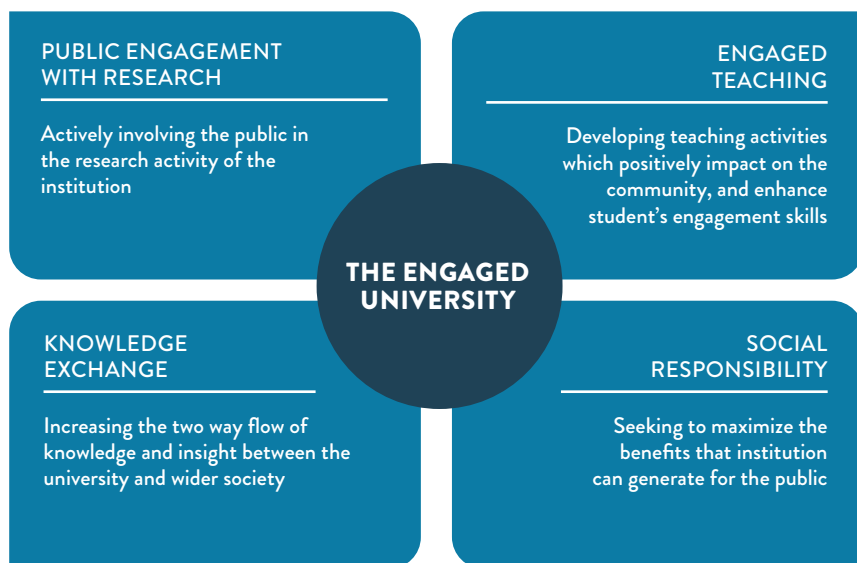 PUBLIC ENGAGEMENT
WITH RESEARCH
Actively involving the public in
the research activity of the
institution
ENGAGED
TEACHING
Developing teaching activities
which positively impact on the
community, and enhance
student’s engagement skills
THE ENGAGED
UNIVERSITY
KNOWLEDGE
EXCHANGE
Increasing the two way flow of
knowledge and insight between the
university and wider society
SOCIAL
RESPONSIBILITY
Seeking to maximize the
benefits that institution
can generate for the public